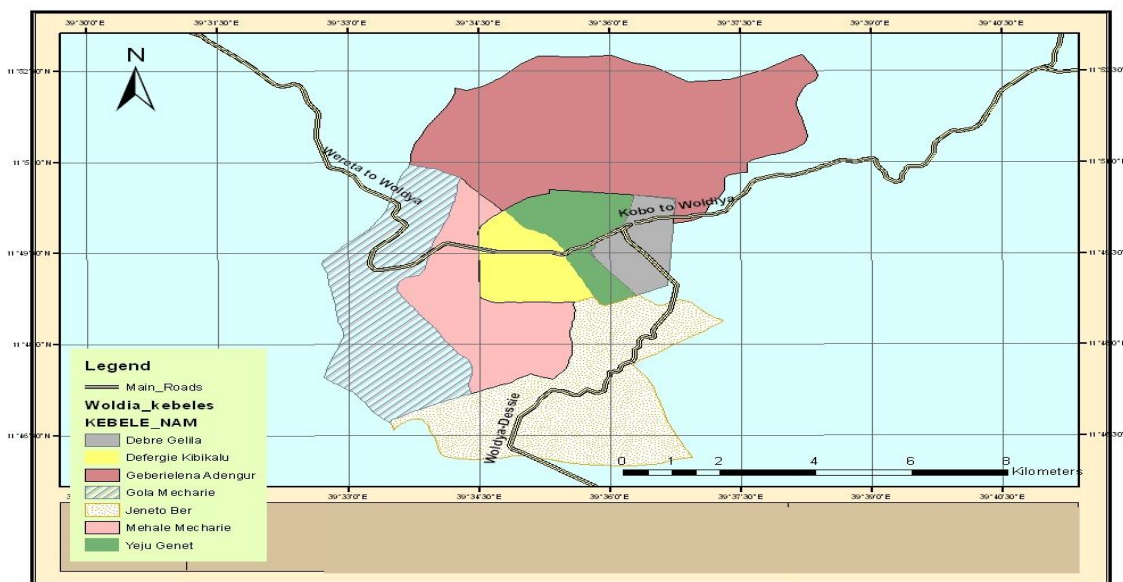 39°30'0"E 39°31'30"E 39°33'0"E 39°34'30"E 39°36'0"E 39°37'30"E 39°39'0"E 39°40'30"E
N
Wereta to Woldya
Kobo to Woldiya
Woldya-Dessie
Legend
Main_Roads
Woldia_kebeles
KEBELE_NAM
Debre Gelila
Defergie Kibikalu
Geberielena Adengur
Gola Mecharie
Jeneto Ber
Mehale Mecharie
Yeju Genet
0 1 2 4 6 8
Kilometers
39°33'0"E 39°34'30"E 39°36'0"E 39°37'30"E 39°39'0"E 39°40'30"E